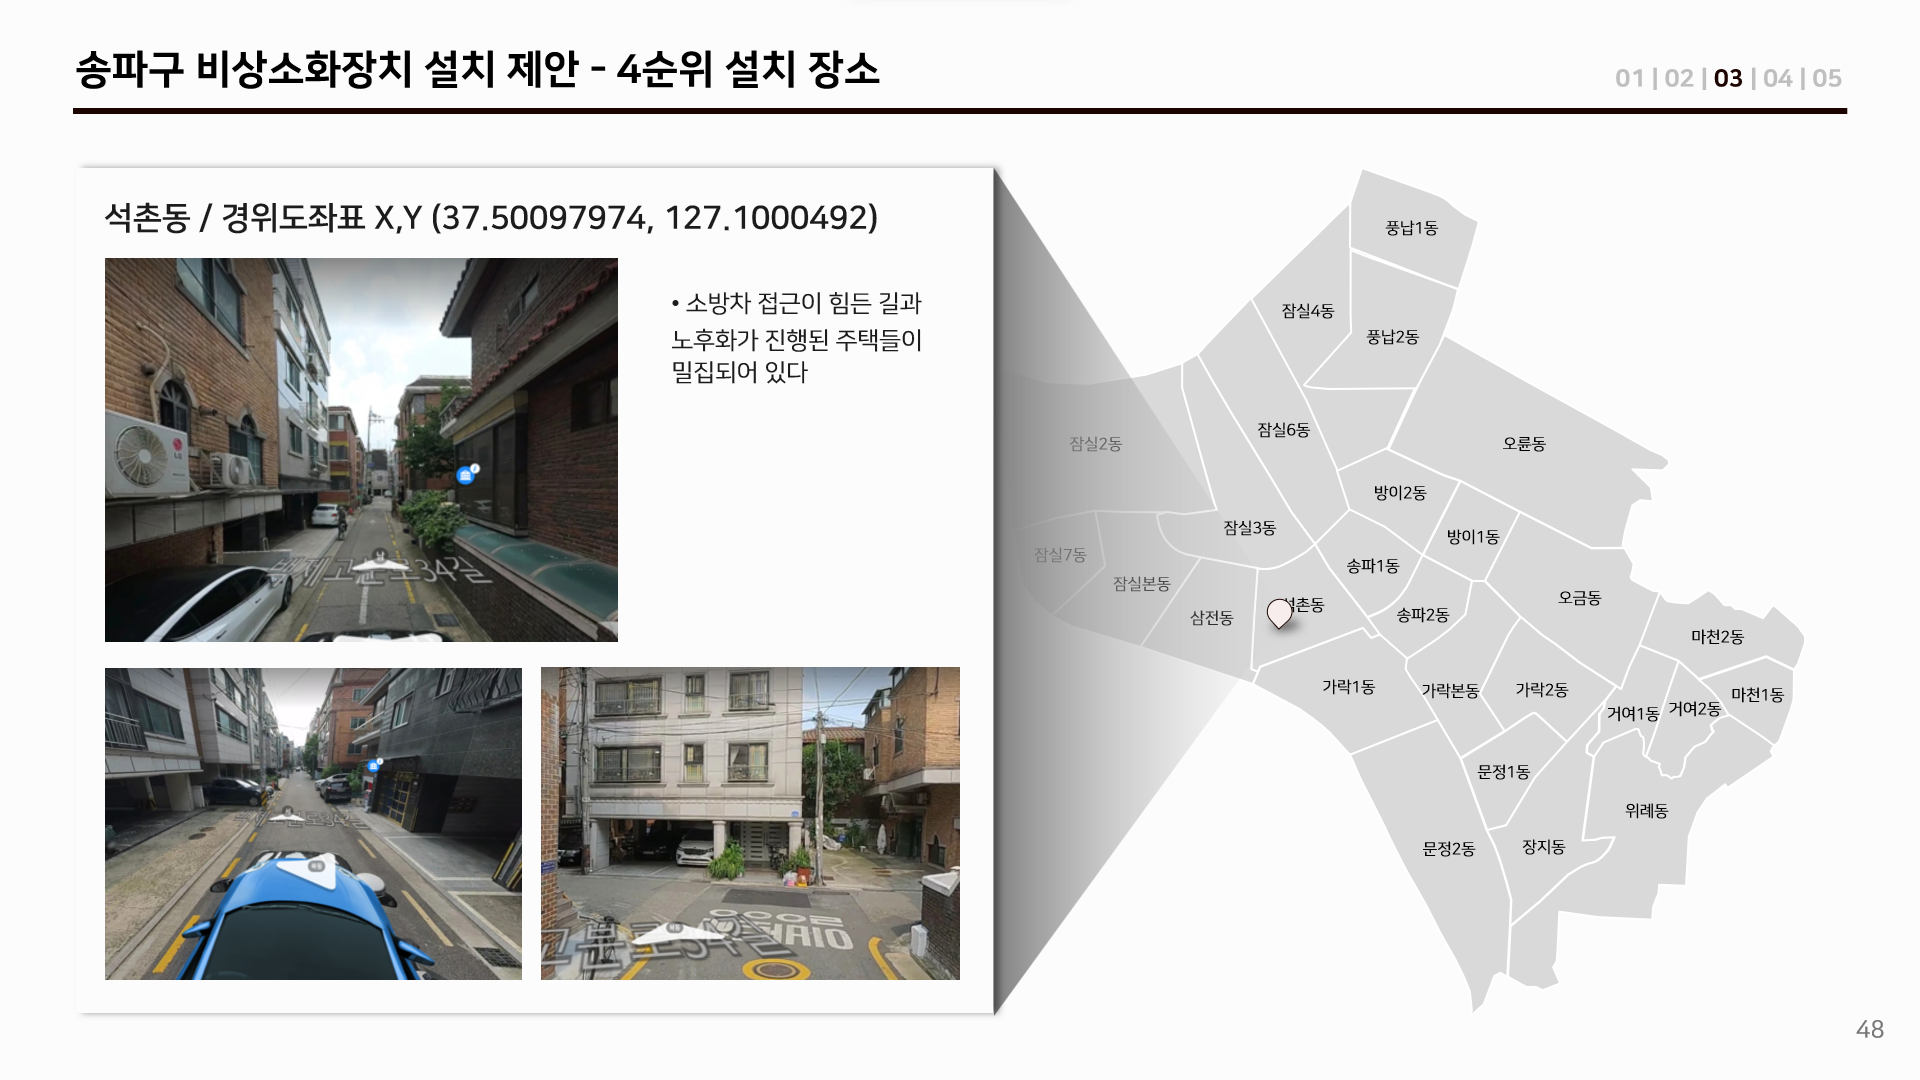 송파구 비상소화장치 설치 제안 - 4순위 설치 장소
01 | 02 | 03 | 04 | 05
석촌동 / 경위도좌표 X,Y (37.50097974, 127.1000492)
• 소방차 접근이 힘든 길과
노후화가 진행된 주택들이
밀집되어 있다
LG
풍납1동
잠실4동
풍납2동
잠실6동
잠실2동
오륜동
방이2동
잠실3동
방이1동
잠실7동
송파1동
잠실본동
오금동
석촌동
송파2동
삼전동
마천2동
가락1동
가락본동
가락2동
마천1동
거여1동
거여2동
문정1동
위례동
문정2동
장지동
48